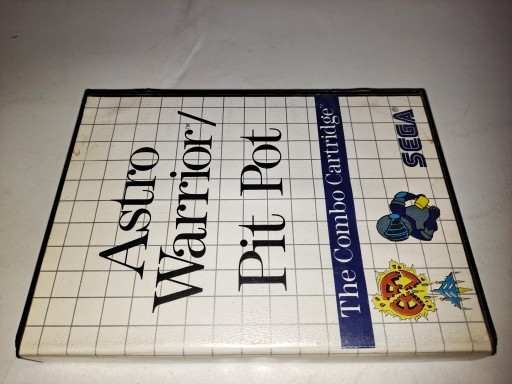 Astro
Warrior/
Pit Pot
The Combo Cartridge™
SEGA®